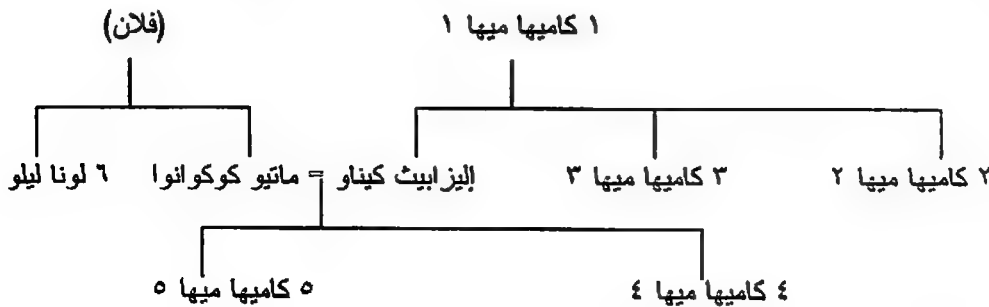 ١ كاميها ميها ١
(فلان)
٢ كاميها ميها ٢
٣ كاميها ميها ٣
إليزابيث كيناو = ماتيو كوكوانوا
٦ لونا ليلو
٤ كاميها ميها ٤
٥ كاميها ميها ٥